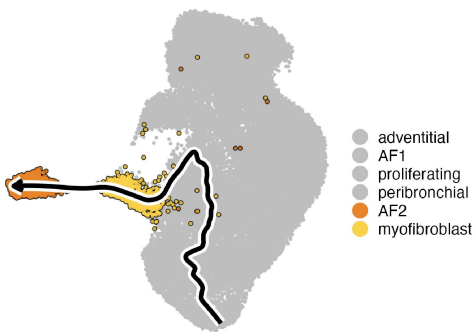 adventitial
AF1
proliferating
peribronchial
AF2
myofibroblast